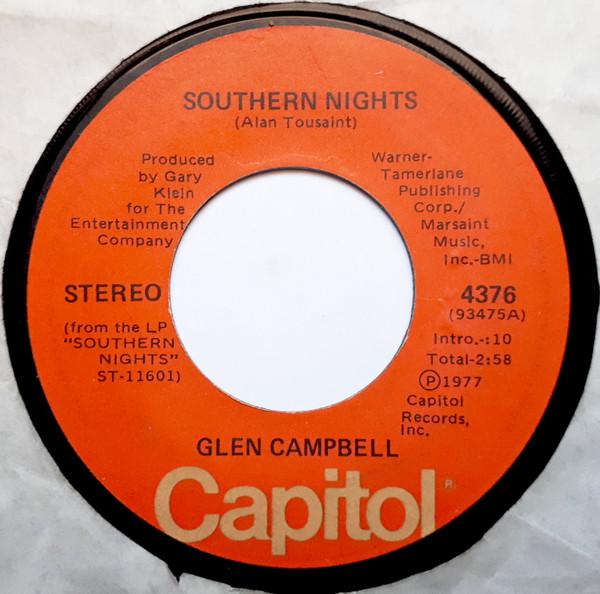 SOUTHERN NIGHTS
(Alan Tousaint)
Produced
by Gary
Klein
for The
Entertainment
Company
Warner-
Tamerlane
Publishing
Corp./
Marsaint
Music,
Inc.-BMI
STEREO
(from the LP
"SOUTHERN
NIGHTS"
ST-11601)
4376
(93475A)
Intro.-:10
Total-2:58
Ⓟ1977
Capitol
Records,
Inc.
GLEN CAMPBELL
Capitol®